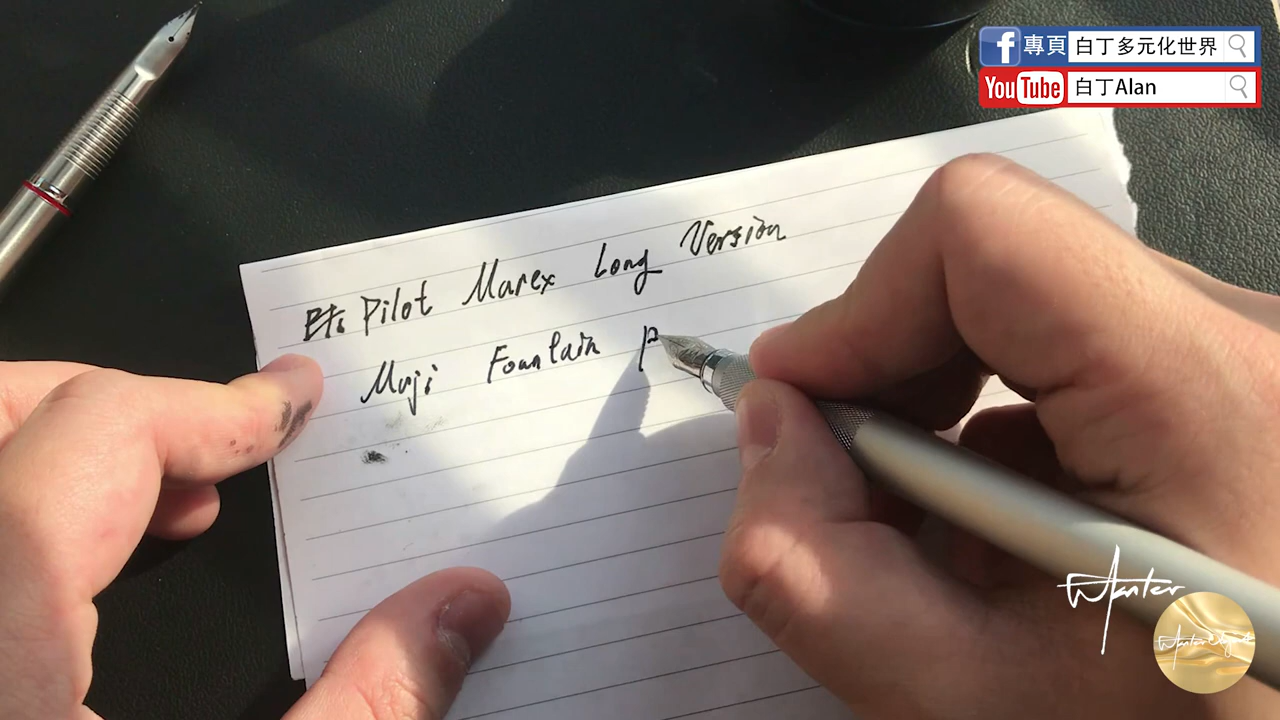 專頁 白丁多元化世界
YouTube 白丁Alan
Pilot Marex Long Version
Muji Fountain P